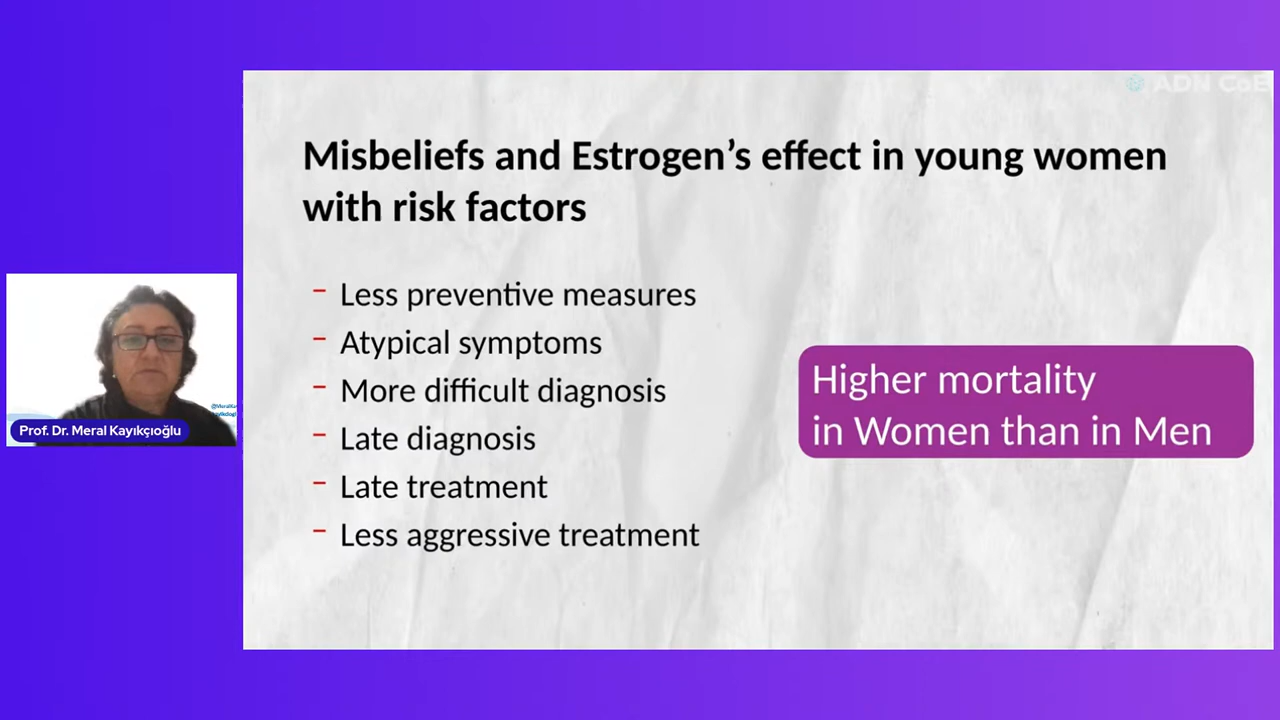 ADN CoE
Misbeliefs and Estrogen’s effect in young women
with risk factors
– Less preventive measures
– Atypical symptoms
– More difficult diagnosis
– Late diagnosis
– Late treatment
– Less aggressive treatment
Higher mortality
in Women than in Men
Prof. Dr. Meral Kayıkçıoğlu